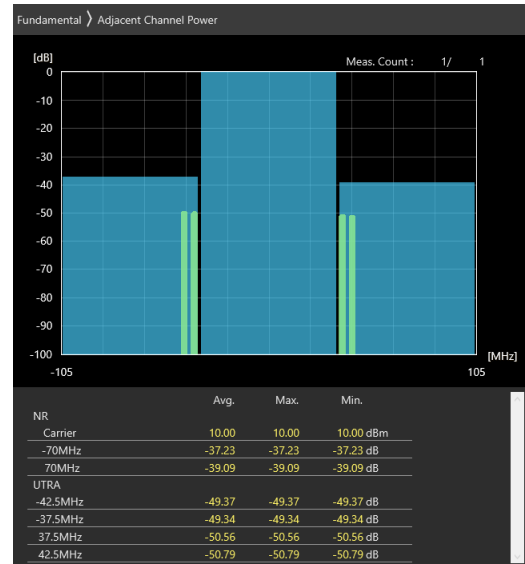 Fundamental ❭ Adjacent Channel Power
[dB]
Meas. Count : 1/ 1
0
-10
-20
-30
-40
-50
-60
-70
-80
-90
-100
[MHz]
-105 105
Avg. Max. Min.
NR
Carrier 10.00 10.00 10.00 dBm
-70MHz -37.23 -37.23 -37.23 dB
70MHz -39.09 -39.09 -39.09 dB
UTRA
-42.5MHz -49.37 -49.37 -49.37 dB
-37.5MHz -49.34 -49.34 -49.34 dB
37.5MHz -50.56 -50.56 -50.56 dB
42.5MHz -50.79 -50.79 -50.79 dB